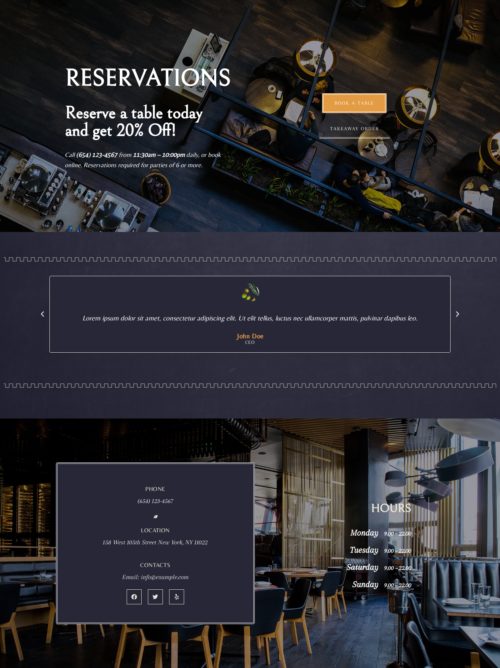 RESERVATIONS
Reserve a table today
and get 20% Off!
Call (654) 123-4567 from 11:30am – 10:00pm daily, or book
online. Reservations required for parties of 6 or more.
BOOK A TABLE
TAKEAWAY ORDER
Lorem ipsum dolor sit amet, consectetur adipiscing elit. Ut elit tellus, luctus nec ullamcorper mattis, pulvinar dapibus leo.
John Doe
CEO
PHONE
(654) 123-4567
LOCATION
158 West 105th Street New York, NY 11022
CONTACTS
Email: info@example.com
HOURS
Monday 9.00 – 22.00
Tuesday 9.00 – 22.00
Saturday 9.00 – 22.00
Sunday 9.00 – 22.00